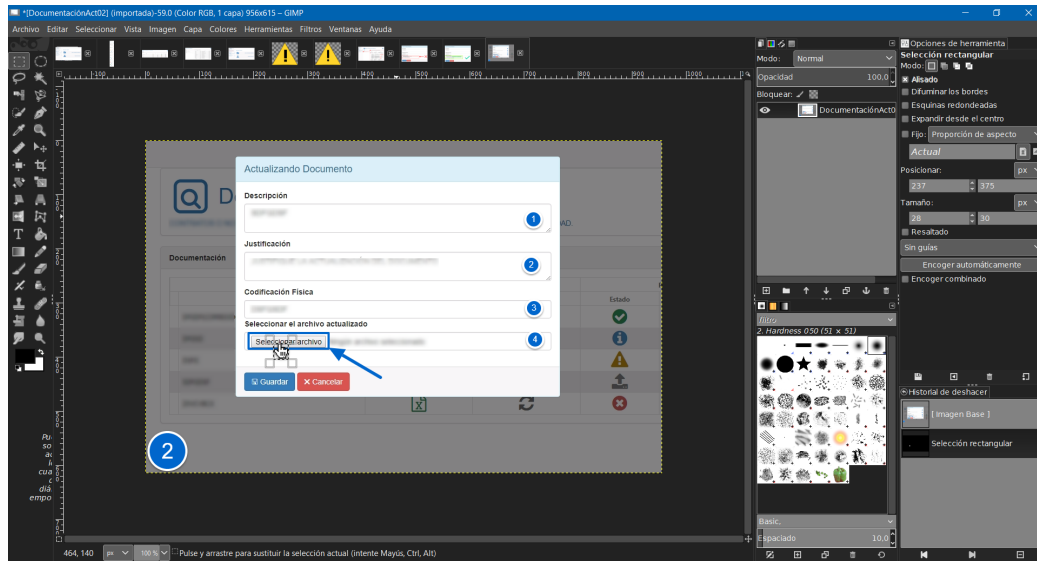 *[DocumentaciónAct02] (importada)-59.0 (Color RGB, 1 capa) 956x615 – GIMP
Archivo Editar Seleccionar Vista Imagen Capa Colores Herramientas Filtros Ventanas Ayuda
Opciones de herramienta
Selección rectangular
Modo:
Modo: Normal
Opacidad 100.0
Bloquear:
DocumentaciónAct0
Alisado
Difuminar los bordes
Esquinas redondeadas
Expandir desde el centro
Fijo: Proporción de aspecto
Actual
Posicionar: px
237 375
Tamaño: px
28 30
Resaltado
Sin guías
Encoger automáticamente
Encoger combinado
Actualizando Documento
Descripción
1
Justificación
2
Codificación Física
3
Seleccionar el archivo actualizado
Seleccionar archivo
4
Guardar
Cancelar
Documentación
Estado
2
filtro
2. Hardness 050 (51 × 51)
Basic,
Espaciado 10,0
Historial de deshacer
[ Imagen Base ]
Selección rectangular
464, 140 px 100 % Pulse y arrastre para sustituir la selección actual (intente Mayús, Ctrl, Alt)